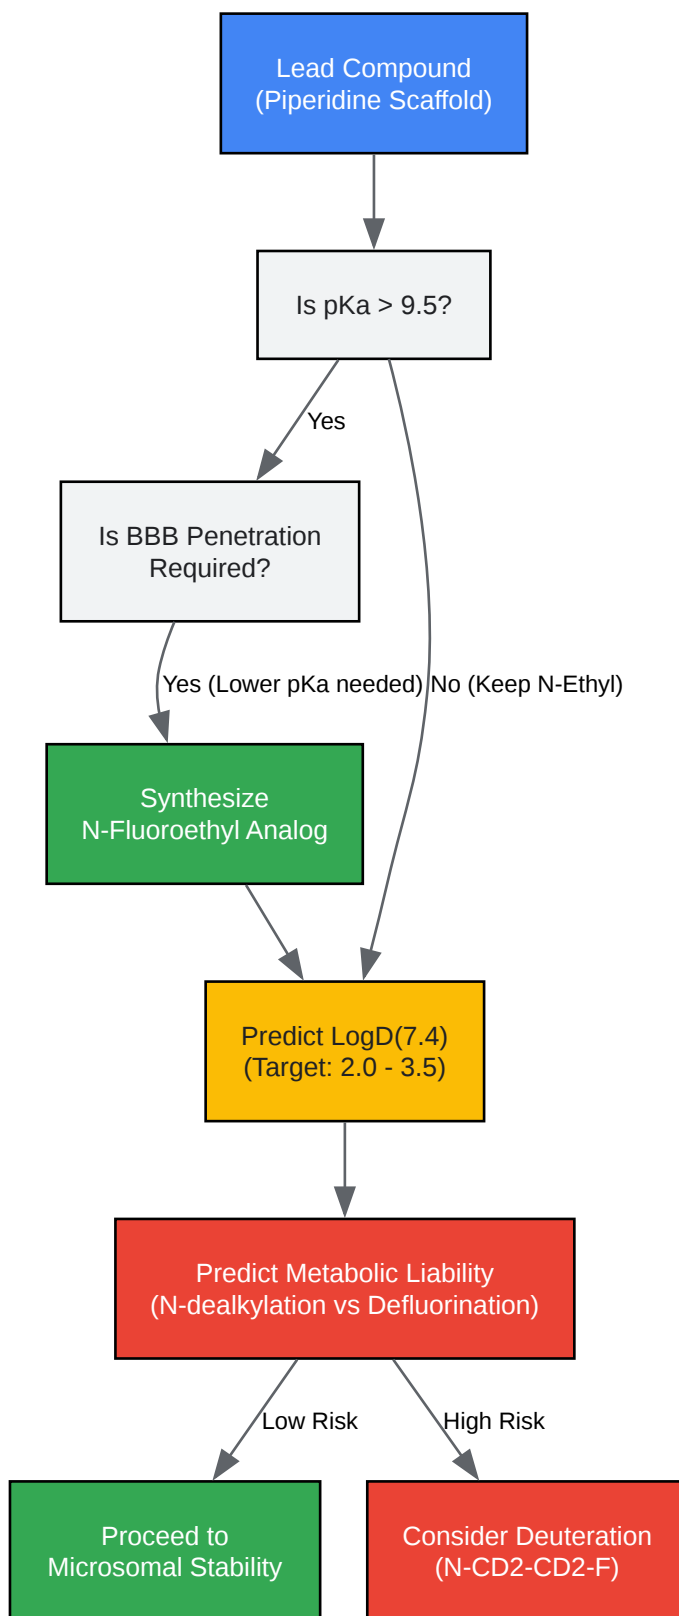 Lead Compound
(Piperidine Scaffold)
Is pKa > 9.5?
Yes
Is BBB Penetration
Required?
Yes (Lower pKa needed)
No (Keep N-Ethyl)
Synthesize
N-Fluoroethyl Analog
Predict LogD(7.4)
(Target: 2.0 - 3.5)
Predict Metabolic Liability
(N-dealkylation vs Defluorination)
Low Risk
High Risk
Proceed to
Microsomal Stability
Consider Deuteration
(N-CD2-CD2-F)